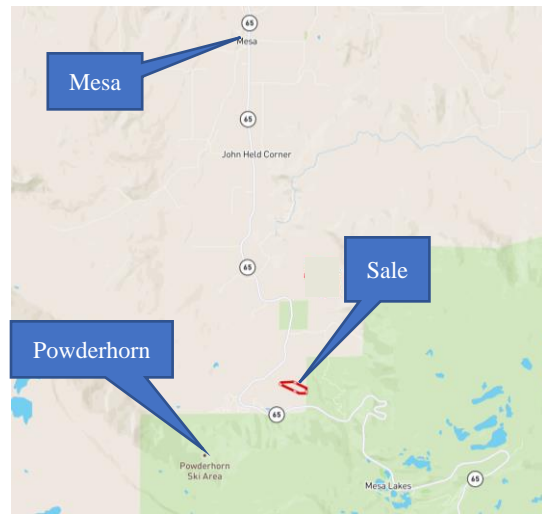 65
Mesa
Mesa
65
John Held Corner
65
Sale
Powderhorn
65
Powderhorn
Ski Area
65
Mesa Lakes